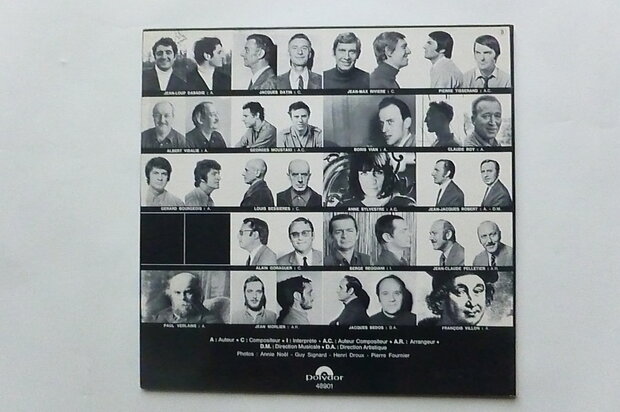 JEAN-LOUP DABADIE : A.
JACQUES DATIN : C.
JEAN-MAX RIVIERE : C.
PIERRE TISSERAND : A.C.
ALBERT VIDALIE : A.
GEORGES MOUSTAKI : A.C.
BORIS VIAN : A.
CLAUDE ROY : A.
GERARD BOURGEOIS : A.
LOUIS BESSIERES : C.
ANNE SYLVESTRE : A.C.
JEAN-JACQUES ROBERT : A. - D.M.
ALAIN GORAGUER : C.
SERGE REGGIANI : I.
JEAN-CLAUDE PELLETIER : A.R.
PAUL VERLAINE : A.
JEAN MORLIER : A.R.
JACQUES BEDOS : D.A.
FRANÇOIS VILLON : A.
A : Auteur • C : Compositeur • I : Interprète • A.C. : Auteur Compositeur • A.R. : Arrangeur •
D.M. : Direction Musicale • D.A. : Direction Artistique
Photos : Annie Noël - Guy Signard - Henri Droux - Pierre Fournier
polydor
48901